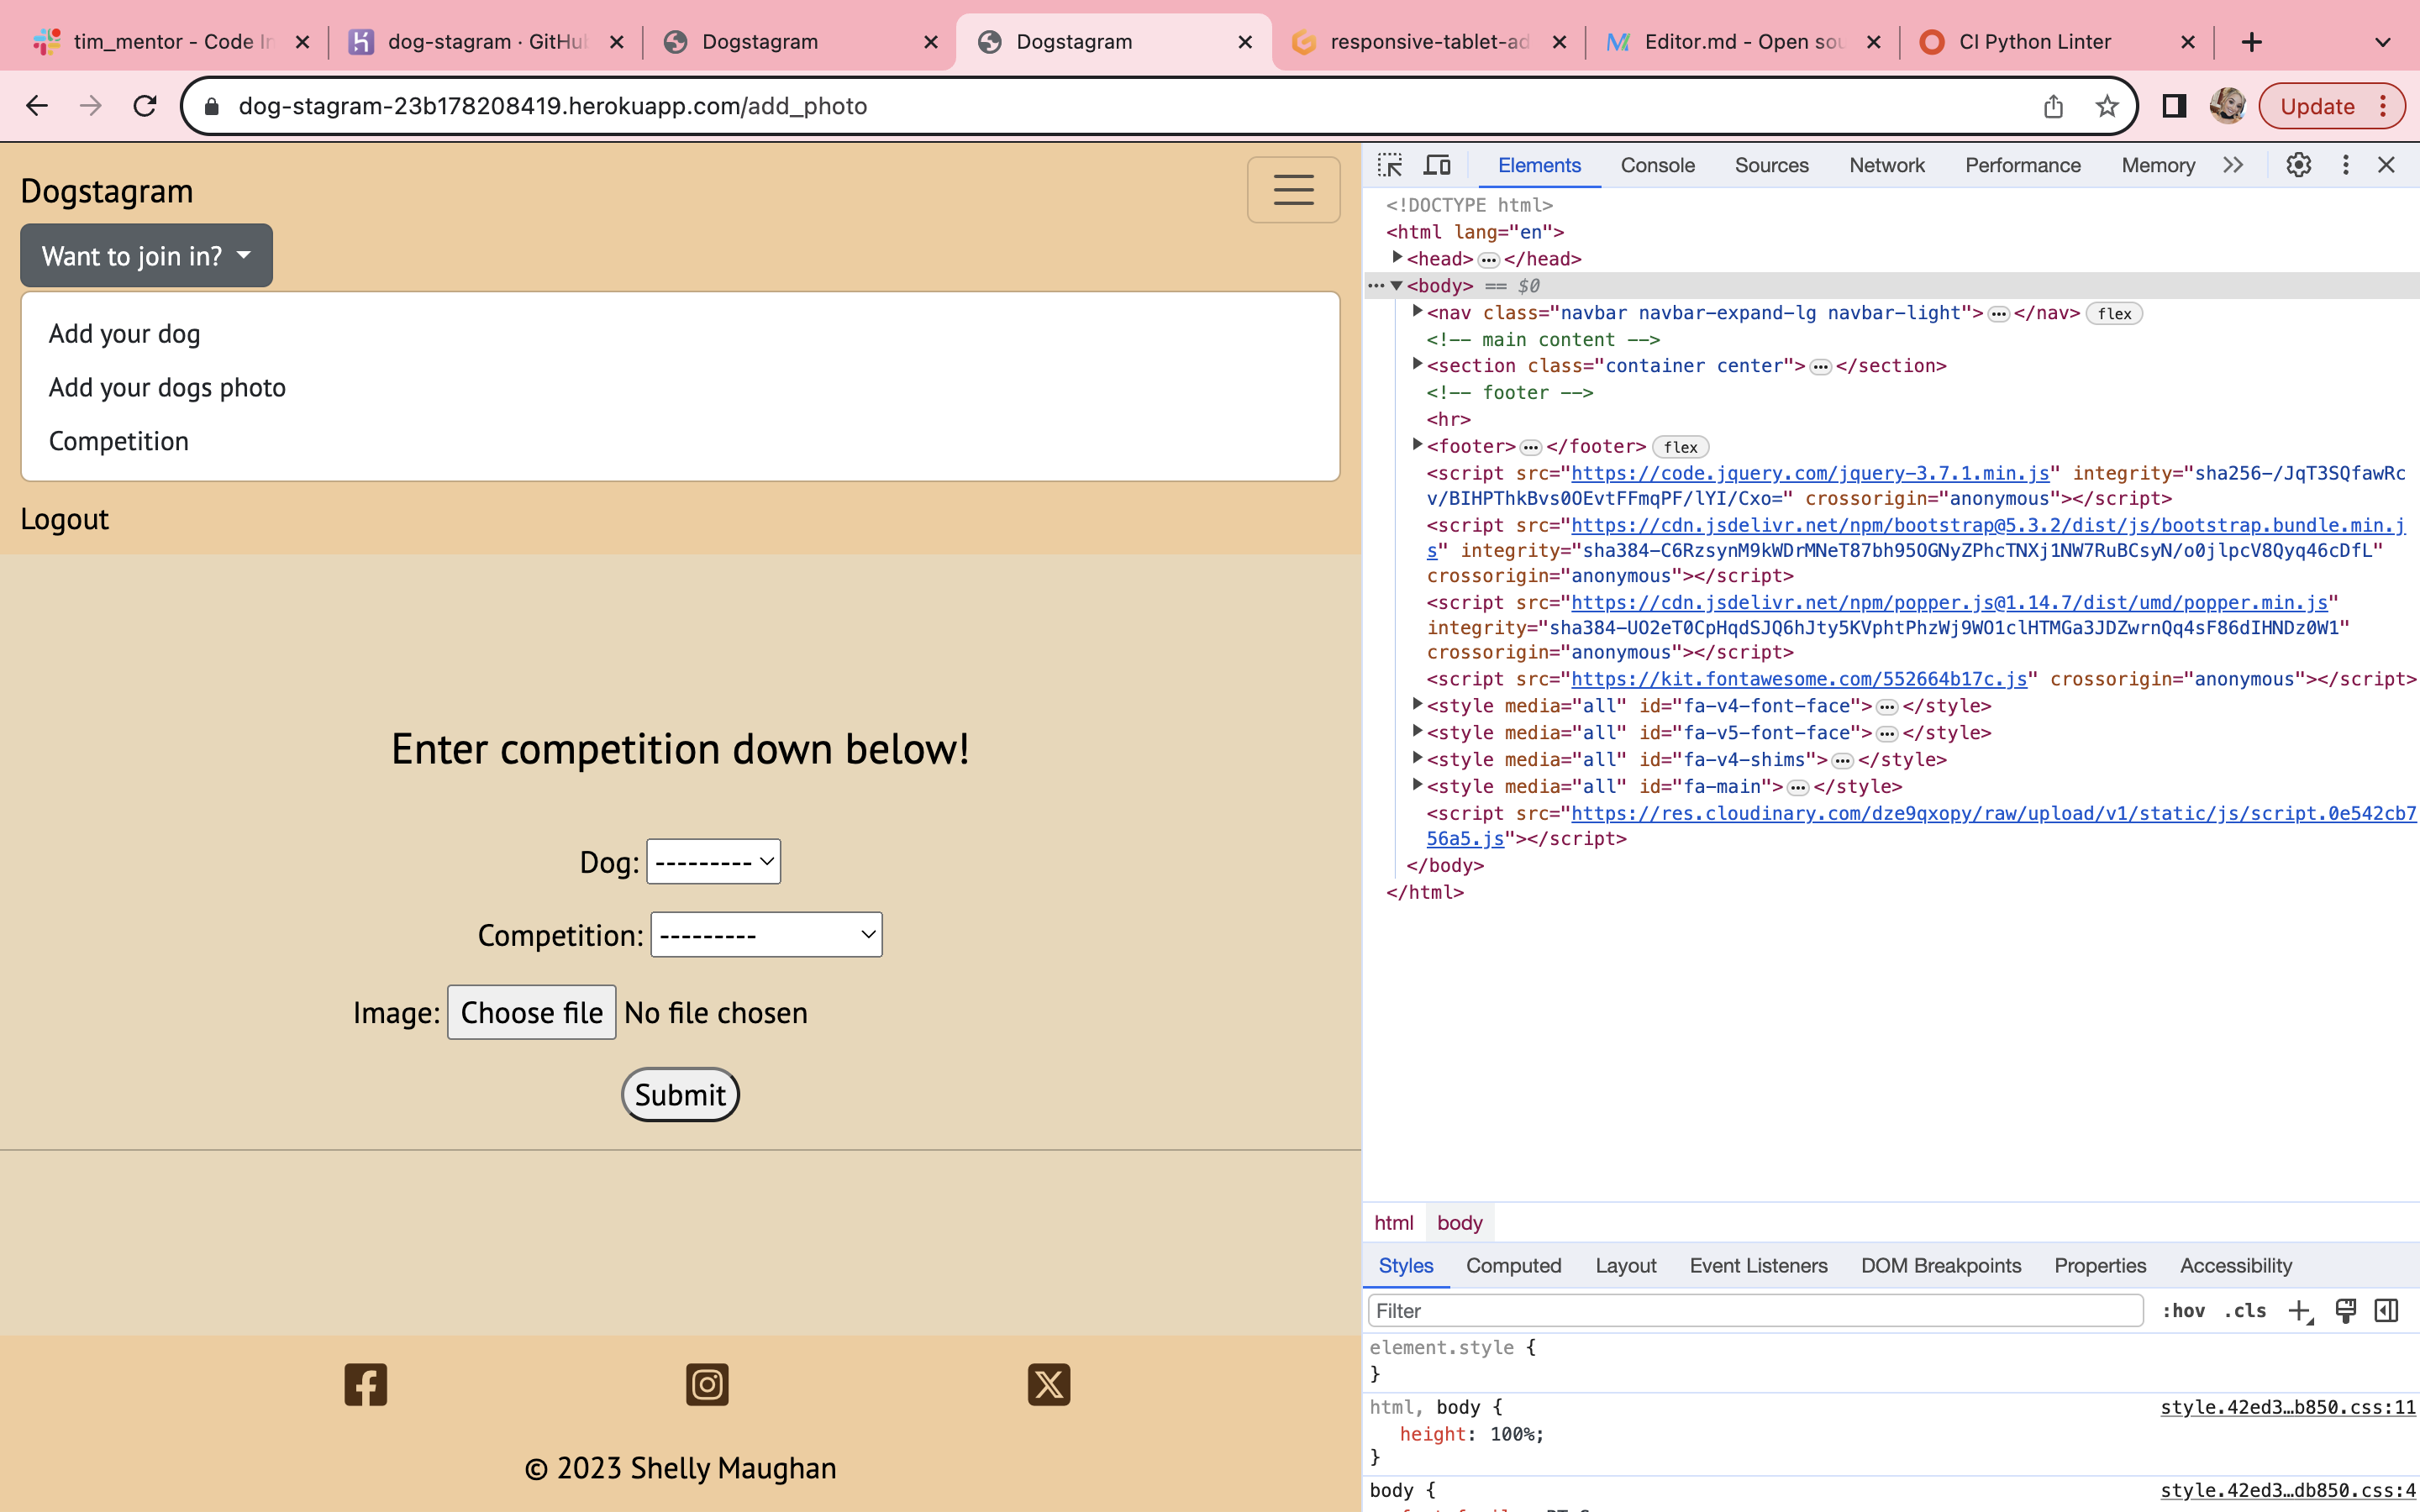 tim_mentor - Code In
dog-stagram · GitHub
Dogstagram
Dogstagram
responsive-tablet-ad
Editor.md - Open sou
CI Python Linter
dog-stagram-23b178208419.herokuapp.com/add_photo
Update
Dogstagram
Want to join in?
Add your dog
Add your dogs photo
Competition
Logout
Enter competition down below!
Dog: ---------
Competition: ---------
Image: Choose file No file chosen
Submit
© 2023 Shelly Maughan
Elements Console Sources Network Performance Memory
<!DOCTYPE html>
<html lang="en">
<head>…</head>
<body> == $0
<nav class="navbar navbar-expand-lg navbar-light">…</nav> flex
<!-- main content -->
<section class="container center">…</section>
<!-- footer -->
<hr>
<footer>…</footer> flex
<script src="https://code.jquery.com/jquery-3.7.1.min.js" integrity="sha256-/JqT3SQfawRc
v/BIHPThkBvs0OEvtFFmqPF/lYI/Cxo=" crossorigin="anonymous"></script>
<script src="https://cdn.jsdelivr.net/npm/bootstrap@5.3.2/dist/js/bootstrap.bundle.min.j
s" integrity="sha384-C6RzsynM9kWDrMNeT87bh95OGNyZPhcTNXj1NW7RuBCsyN/o0jlpcV8Qyq46cDfL"
crossorigin="anonymous"></script>
<script src="https://cdn.jsdelivr.net/npm/popper.js@1.14.7/dist/umd/popper.min.js"
integrity="sha384-UO2eT0CpHqdSJQ6hJty5KVphtPhzWj9WO1clHTMGa3JDZwrnQq4sF86dIHNDz0W1"
crossorigin="anonymous"></script>
<script src="https://kit.fontawesome.com/552664b17c.js" crossorigin="anonymous"></script>
<style media="all" id="fa-v4-font-face">…</style>
<style media="all" id="fa-v5-font-face">…</style>
<style media="all" id="fa-v4-shims">…</style>
<style media="all" id="fa-main">…</style>
<script src="https://res.cloudinary.com/dze9qxopy/raw/upload/v1/static/js/script.0e542cb7
56a5.js"></script>
</body>
</html>
html body
Styles Computed Layout Event Listeners DOM Breakpoints Properties Accessibility
Filter :hov .cls
element.style {
}
html, body { style.42ed3…b850.css:11
height: 100%;
}
body { style.42ed3…db850.css:4